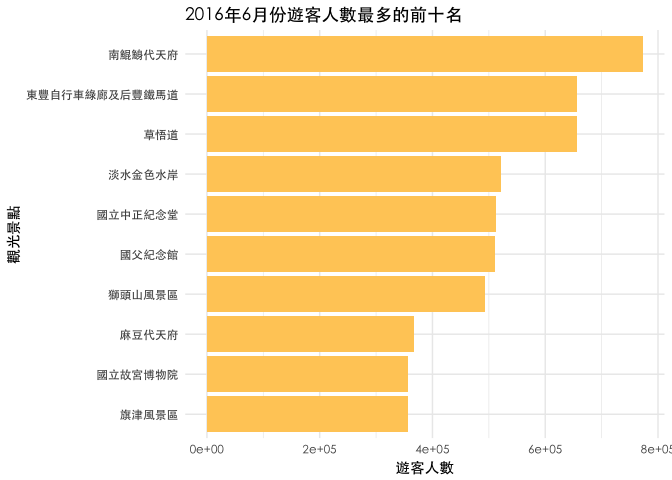 2016年6月份遊客人數最多的前十名
南鯤鯓代天府
東豐自行車綠廊及后豐鐵馬道
草悟道
淡水金色水岸
國立中正紀念堂
國父紀念館
獅頭山風景區
麻豆代天府
國立故宮博物院
旗津風景區
觀光景點
0e+00 2e+05 4e+05 6e+05 8e+05
遊客人數